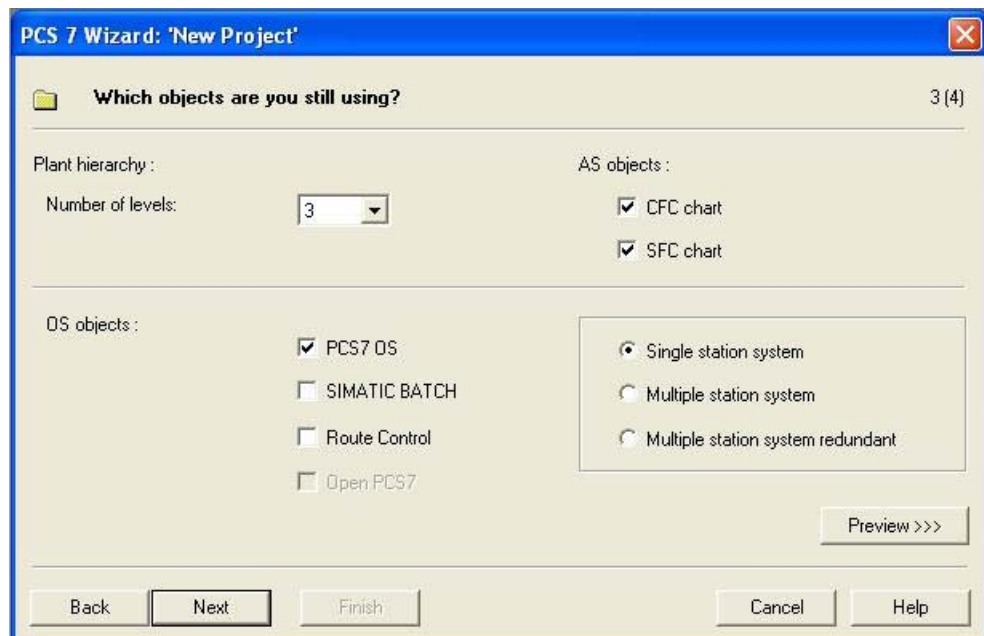 PCS 7 Wizard: 'New Project'
Which objects are you still using?
3 (4)
Plant hierarchy :
Number of levels:
3
AS objects :
CFC chart
SFC chart
OS objects :
PCS7 OS
SIMATIC BATCH
Route Control
Open PCS7
Single station system
Multiple station system
Multiple station system redundant
Preview >>>
Back
Next
Finish
Cancel
Help